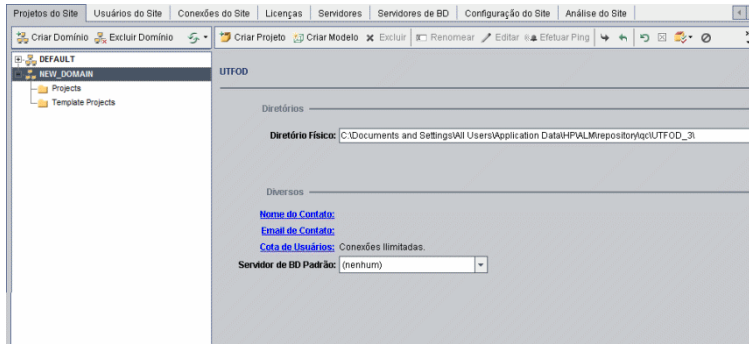 Projetos do Site Usuários do Site Conexões do Site Licenças Servidores Servidores de BD Configuração do Site Análise do Site
Criar Domínio Excluir Domínio Criar Projeto Criar Modelo Excluir Renomear Editar Efetuar Ping
DEFAULT
NEW_DOMAIN
Projects
Template Projects
UTFOD
Diretórios
Diretório Físico: C:\Documents and Settings\All Users\Application Data\HP\ALM\repository\qc\UTFOD_3\
Diversos
Nome do Contato:
Email de Contato:
Cota de Usuários: Conexões Ilimitadas.
Servidor de BD Padrão: (nenhum)